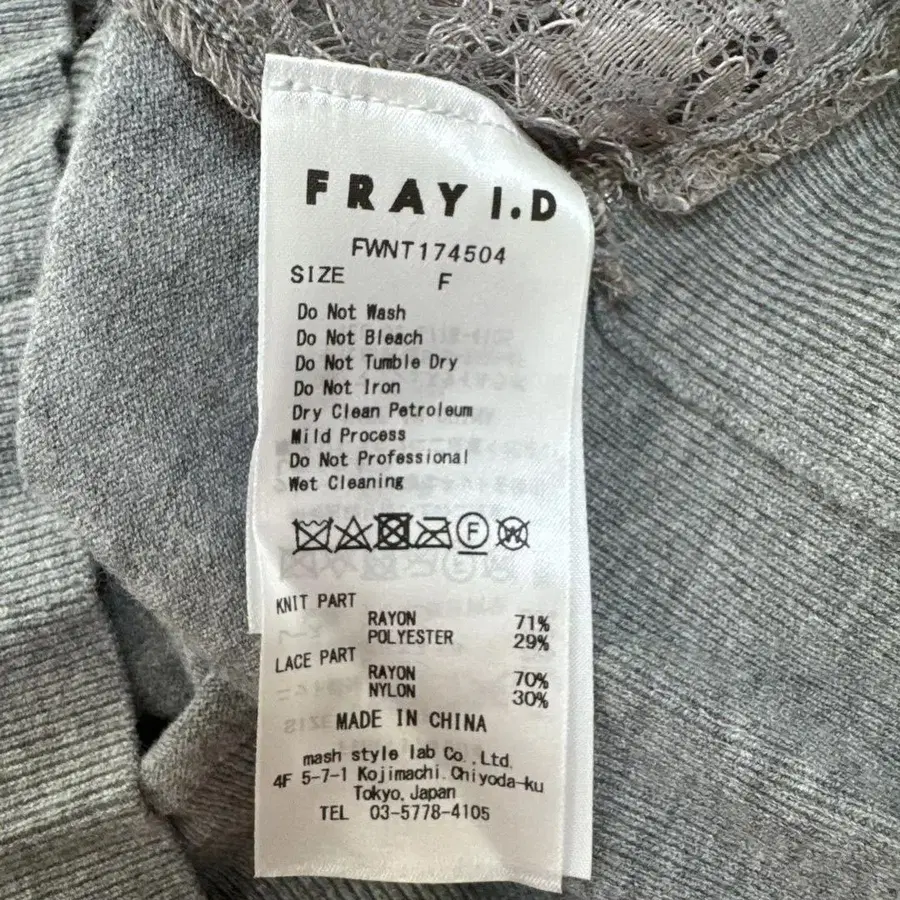 FRAY I.D
FWNT174504
SIZE F
Do Not Wash
Do Not Bleach
Do Not Tumble Dry
Do Not Iron
Dry Clean Petroleum
Mild Process
Do Not Professional
Wet Cleaning
F W
KNIT PART
RAYON 71%
POLYESTER 29%
LACE PART
RAYON 70%
NYLON 30%
MADE IN CHINA
mash style lab Co.,Ltd.
4F 5-7-1 Kojimachi.Chiyoda-ku
Tokyo, Japan
TEL 03-5778-4105